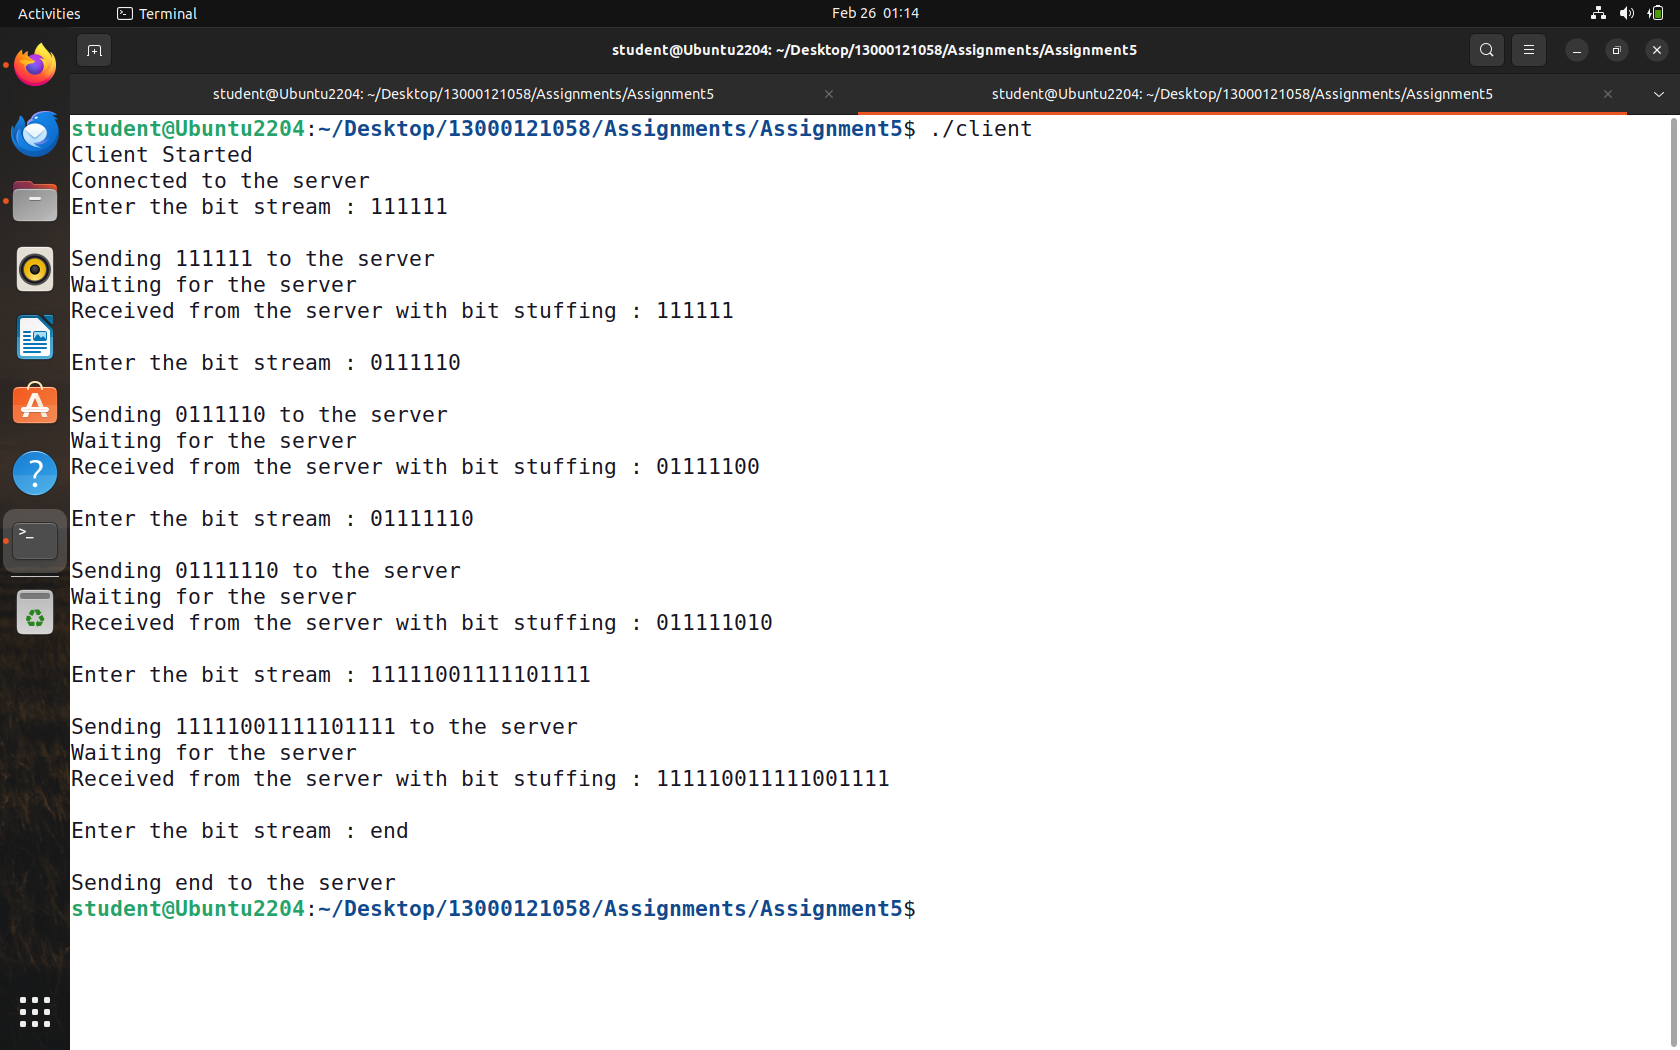 Activities
Terminal
Feb 26 01:14
student@Ubuntu2204: ~/Desktop/13000121058/Assignments/Assignment5
student@Ubuntu2204: ~/Desktop/13000121058/Assignments/Assignment5
student@Ubuntu2204: ~/Desktop/13000121058/Assignments/Assignment5
student@Ubuntu2204:~/Desktop/13000121058/Assignments/Assignment5$ ./client
Client Started
Connected to the server
Enter the bit stream : 111111
Sending 111111 to the server
Waiting for the server
Received from the server with bit stuffing : 111111
Enter the bit stream : 0111110
Sending 0111110 to the server
Waiting for the server
Received from the server with bit stuffing : 01111100
Enter the bit stream : 01111110
Sending 01111110 to the server
Waiting for the server
Received from the server with bit stuffing : 011111010
Enter the bit stream : 11111001111101111
Sending 11111001111101111 to the server
Waiting for the server
Received from the server with bit stuffing : 111110011111001111
Enter the bit stream : end
Sending end to the server
student@Ubuntu2204:~/Desktop/13000121058/Assignments/Assignment5$